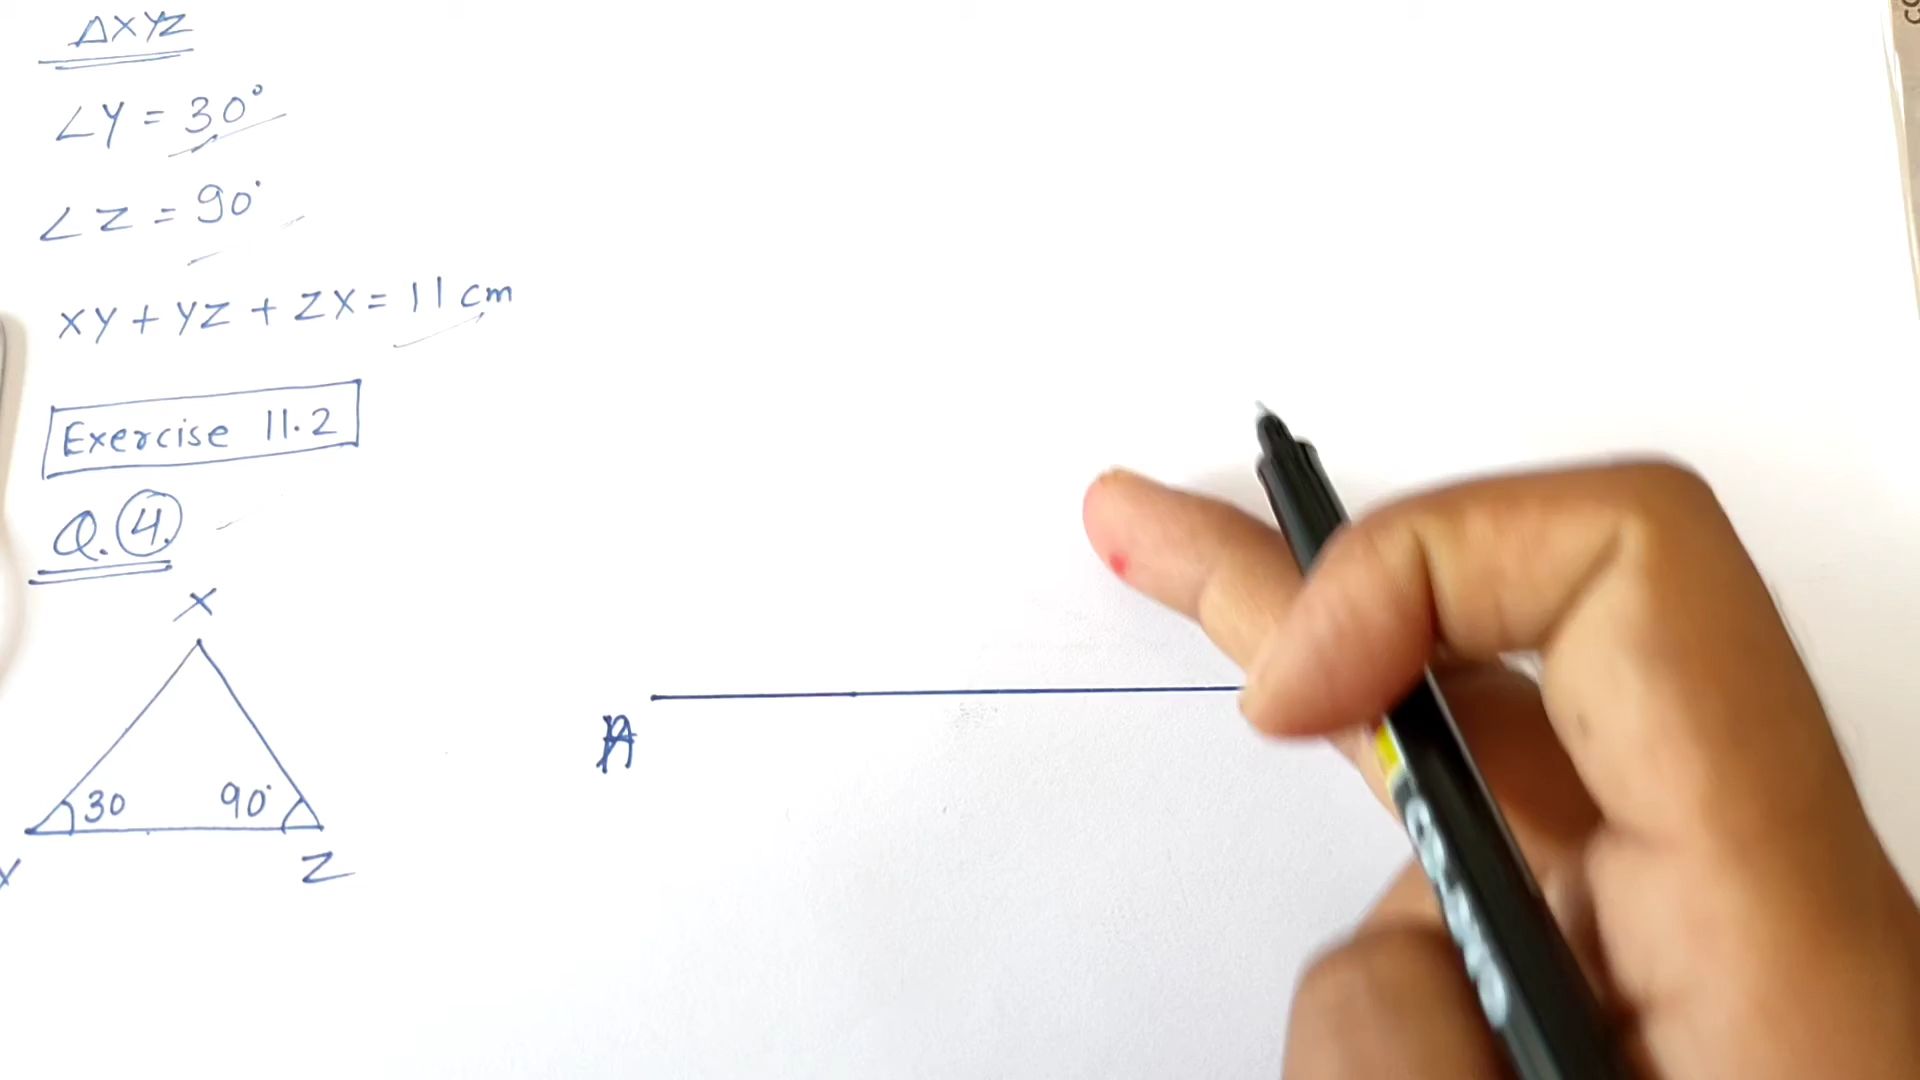 ΔXYZ
∠Y = 30°
∠Z = 90°
XY + YZ + ZX = 11 cm
Exercise 11.2
Q. 4.
X
30 90°
Y Z
A